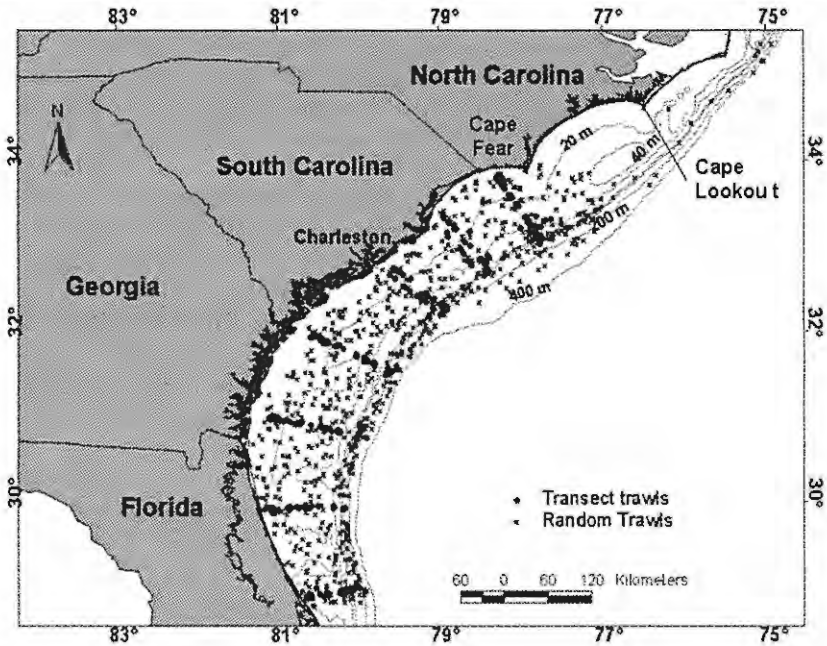 83° 81° 79° 77° 75°
North Carolina
N
Cape
Fear
20 m
40 m
34°
34°
South Carolina
Cape
Lookout
200 m
Charleston
400 m
Georgia
32°
32°
Florida
30°
30°
Transect trawls
Random Trawls
60 0 60 120 Kilometers
83° 81° 79° 77° 75°